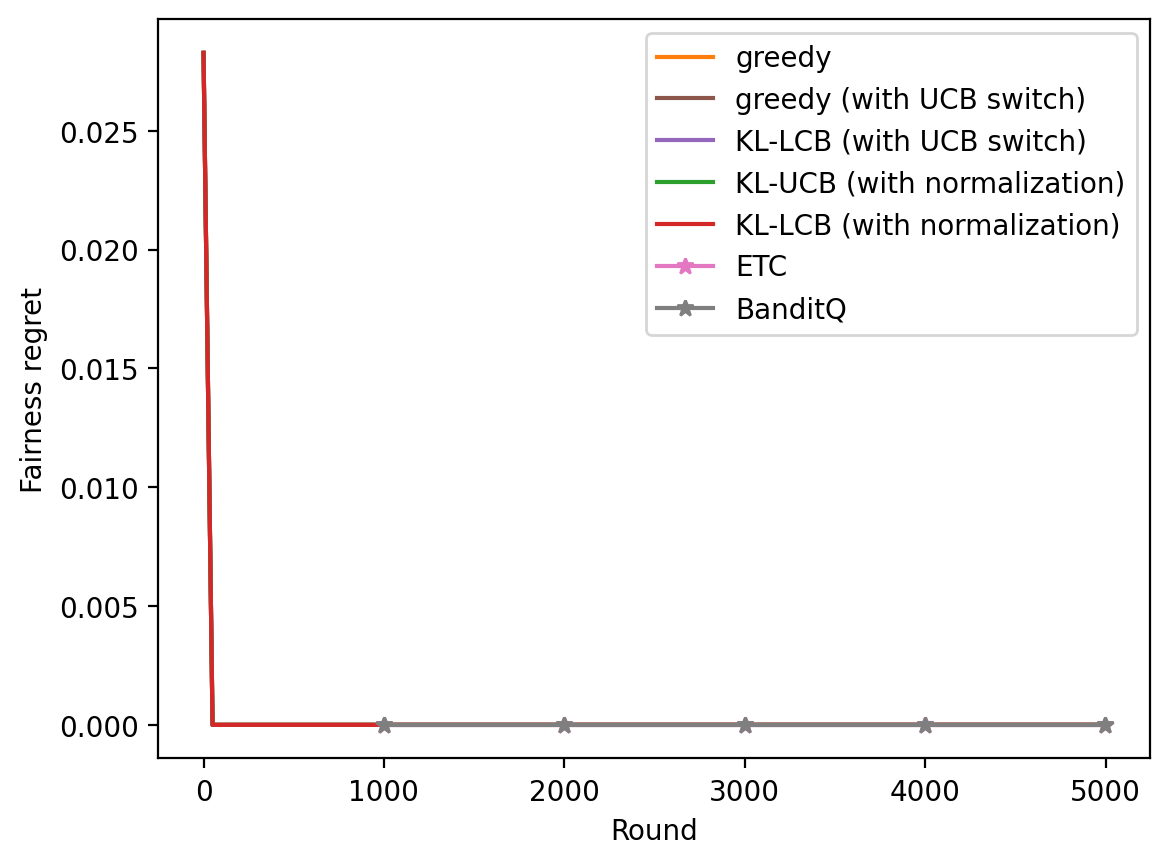 greedy
greedy (with UCB switch)
KL-LCB (with UCB switch)
KL-UCB (with normalization)
KL-LCB (with normalization)
ETC
BanditQ
Fairness regret
0.025
0.020
0.015
0.010
0.005
0.000
0 1000 2000 3000 4000 5000
Round